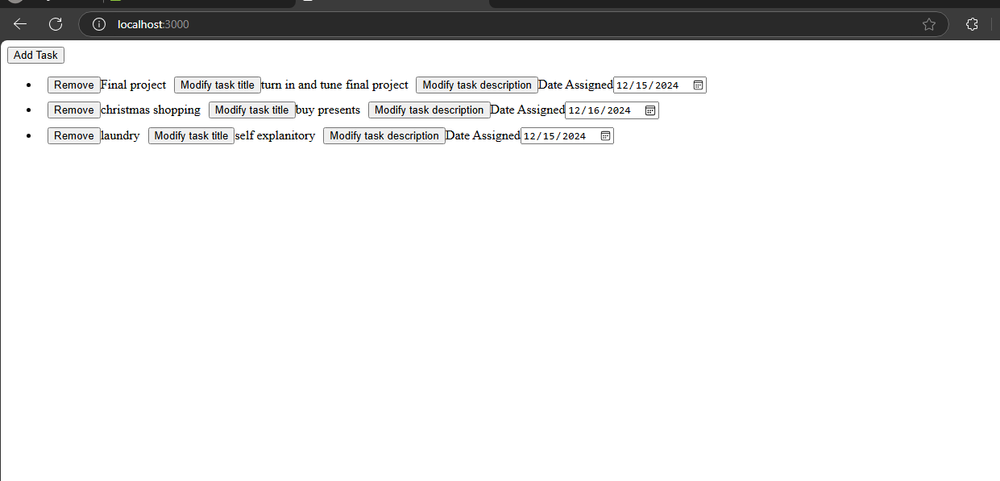 localhost:3000
Add Task
Remove Final project Modify task title turn in and tune final project Modify task description Date Assigned 12/15/2024
Remove christmas shopping Modify task title buy presents Modify task description Date Assigned 12/16/2024
Remove laundry Modify task title self explanitory Modify task description Date Assigned 12/15/2024